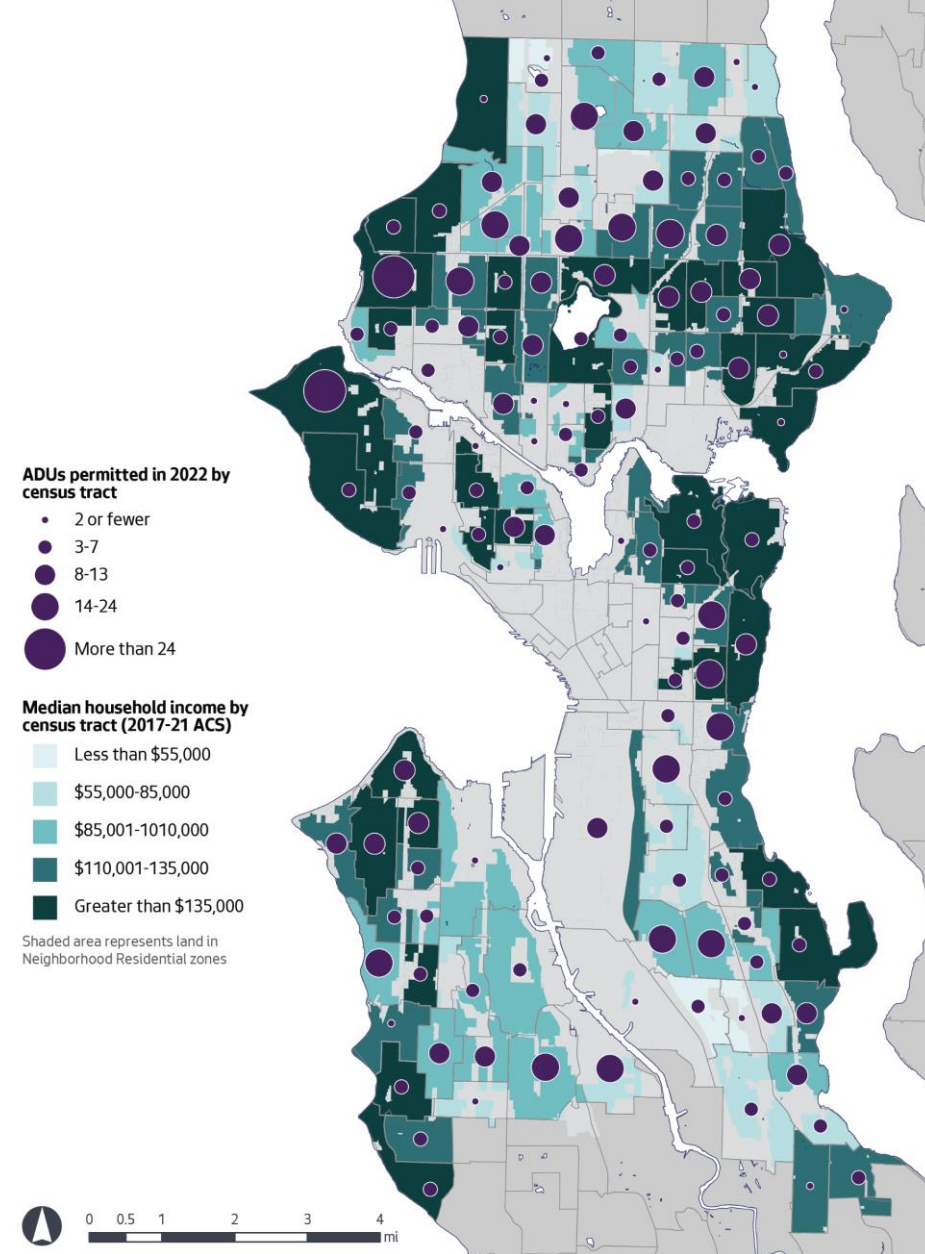 ADUs permitted in 2022 by
census tract
2 or fewer
3-7
8-13
14-24
More than 24
Median household income by
census tract (2017-21 ACS)
Less than $55,000
$55,000-85,000
$85,001-1010,000
$110,001-135,000
Greater than $135,000
Shaded area represents land in
Neighborhood Residential zones
0 0.5 1 2 3 4
mi